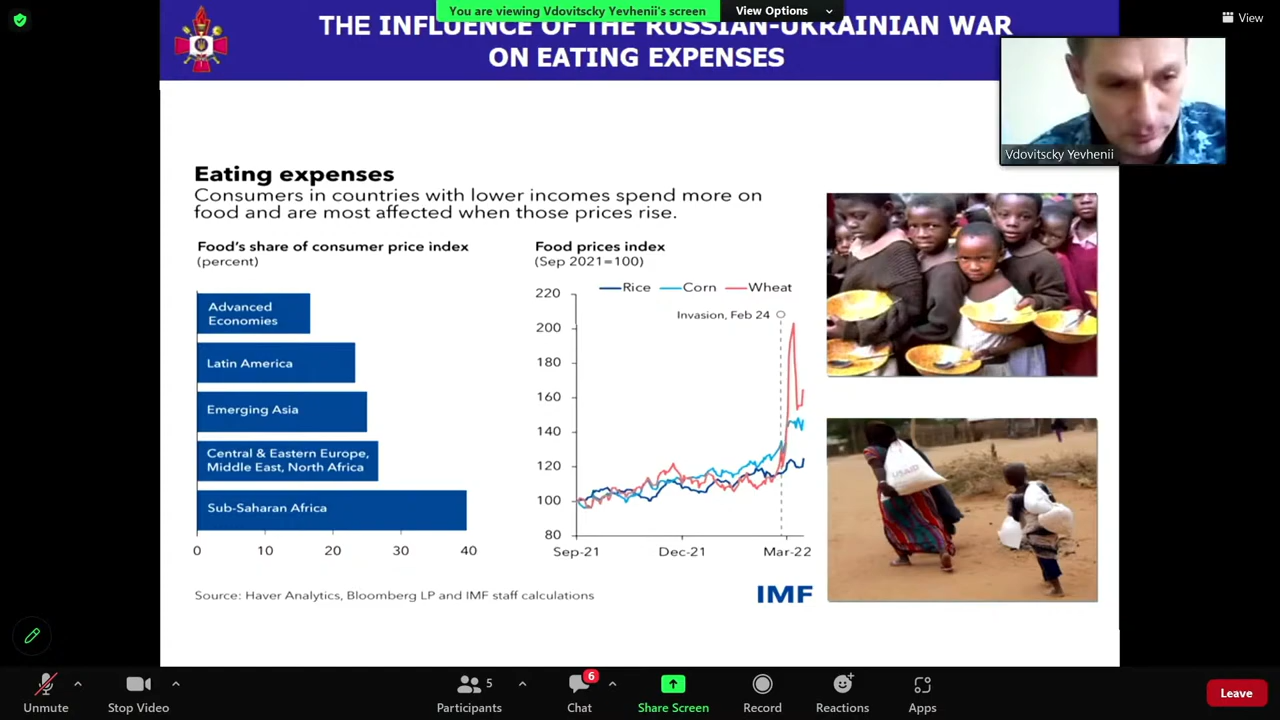 You are viewing Vdovitscky Yevhenii's screen
View Options
View
THE INFLUENCE OF THE RUSSIAN-UKRAINIAN WAR
ON EATING EXPENSES
Vdovitscky Yevhenii
Eating expenses
Consumers in countries with lower incomes spend more on
food and are most affected when those prices rise.
Food's share of consumer price index
(percent)
Advanced
Economies
Latin America
Emerging Asia
Central & Eastern Europe,
Middle East, North Africa
Sub-Saharan Africa
0 10 20 30 40
Food prices index
(Sep 2021=100)
Rice Corn Wheat
Invasion, Feb 24
220
200
180
160
140
120
100
80
Sep-21 Dec-21 Mar-22
USAID
Source: Haver Analytics, Bloomberg LP and IMF staff calculations
IMF
5
6
Unmute
Stop Video
Participants
Chat
Share Screen
Record
Reactions
Apps
Leave